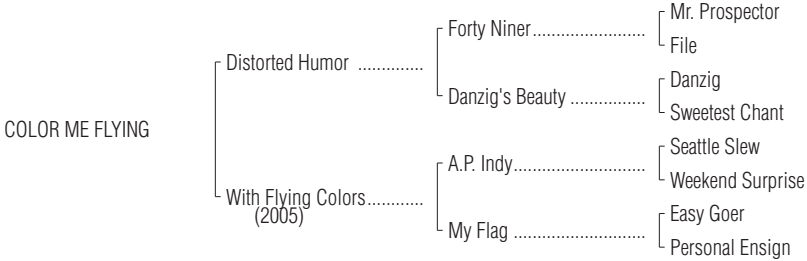 Mr. Prospector
Forty Niner........................
File
Distorted Humor ..............
Danzig
Danzig's Beauty ................
Sweetest Chant
COLOR ME FLYING
Seattle Slew
A.P. Indy............................
Weekend Surprise
With Flying Colors............
(2005)
Easy Goer
My Flag ............................
Personal Ensign